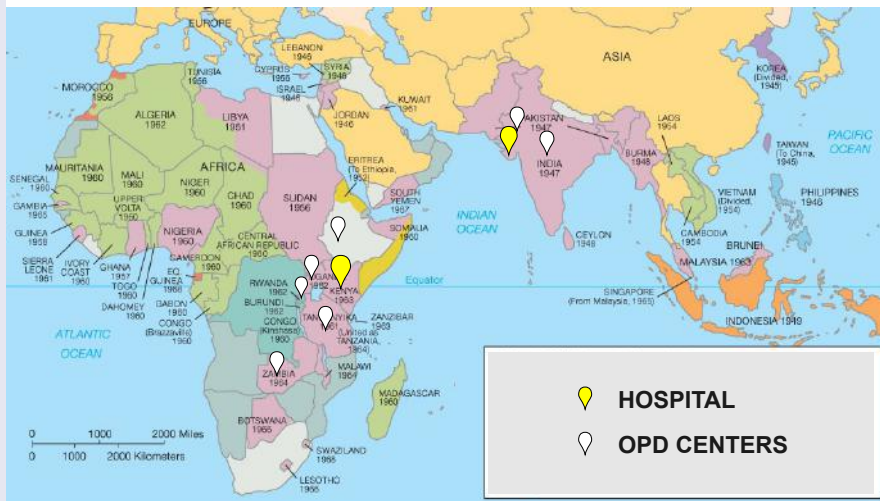 EUROPE
ASIA
LEBANON
1946
CYPRUS
1960
SYRIA
1946
ISRAEL
1948
JORDAN
1946
KUWAIT
1961
TUNISIA
1956
MOROCCO
1956
ALGERIA
1962
LIBYA
1951
AFRICA
MAURITANIA
1960
MALI
1960
NIGER
1960
CHAD
1960
SUDAN
1956
ERITREA
(To Ethiopia,
1952)
SOUTH
YEMEN
1967
SENEGAL
1960
GAMBIA
1965
GUINEA
1958
SIERRA
LEONE
1961
IVORY
COAST
1960
UPPER
VOLTA
1960
GHANA
1957
TOGO
1960
DAHOMEY
1960
NIGERIA
1960
CAMEROON
1960
EQ.
GUINEA
1968
GABON
1960
CONGO
(Brazzaville)
1960
CENTRAL
AFRICAN REPUBLIC
1960
SOMALIA
1960
1962
RWANDA
1962
BURUNDI
1962
CONGO
(Kinshasa)
1960
KENYA
1963
Equator
ZANZIBAR
1963
(United as
TANZANIA,
1964)
ZAMBIA
1964
MALAWI
1964
MADAGASCAR
1960
BOTSWANA
1966
SWAZILAND
1968
LESOTHO
1966
ATLANTIC
OCEAN
INDIAN
OCEAN
PACIFIC
OCEAN
PAKISTAN
1947
INDIA
1947
BURMA
1948
CEYLON
1948
LAOS
1954
KOREA
(Divided,
1945)
TAIWAN
(To China,
1945)
VIETNAM
(Divided,
1954)
PHILIPPINES
1946
CAMBODIA
1954
BRUNEI
MALAYSIA 1963
SINGAPORE
(From Malaysia, 1965)
INDONESIA 1949
0 1000 2000 Miles
0 1000 2000 Kilometers
HOSPITAL
OPD CENTERS